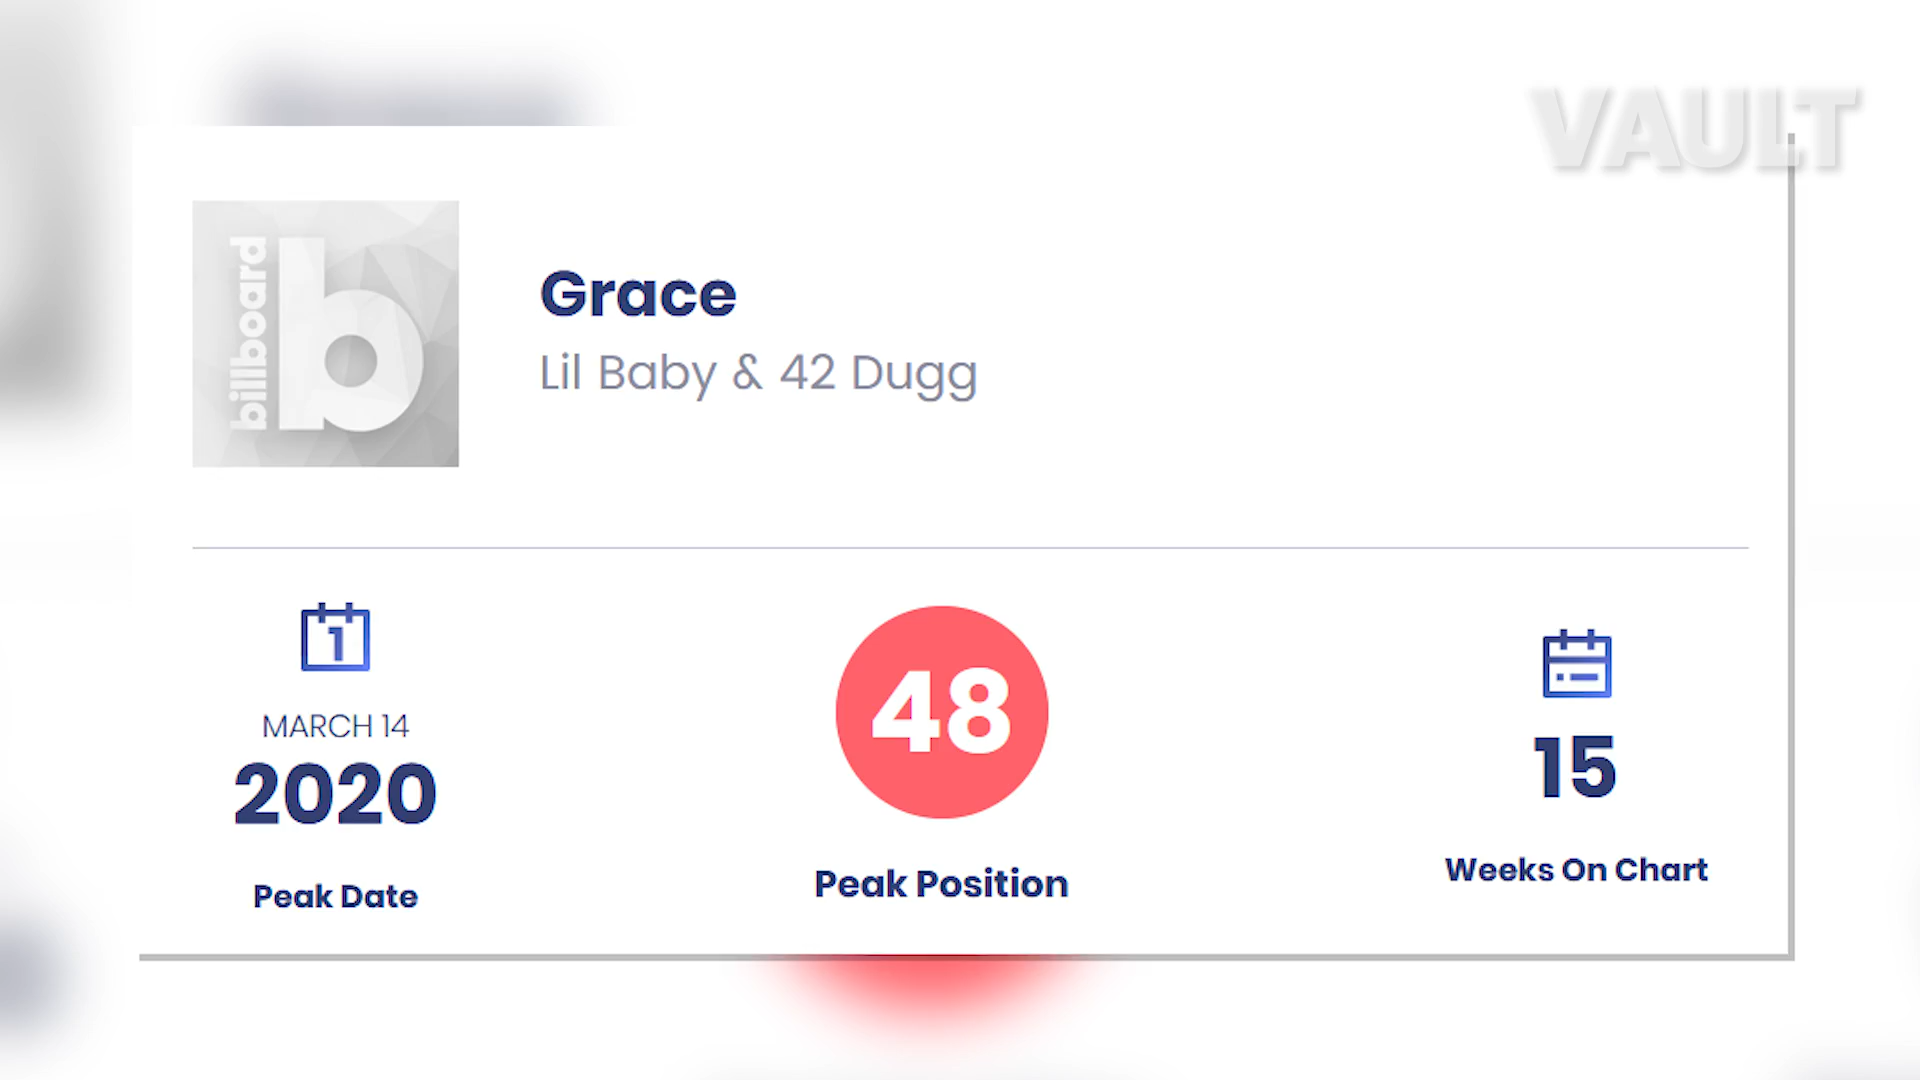 VAULT
billboard
b
Grace
Lil Baby & 42 Dugg
1
MARCH 14
2020
Peak Date
48
Peak Position
15
Weeks On Chart